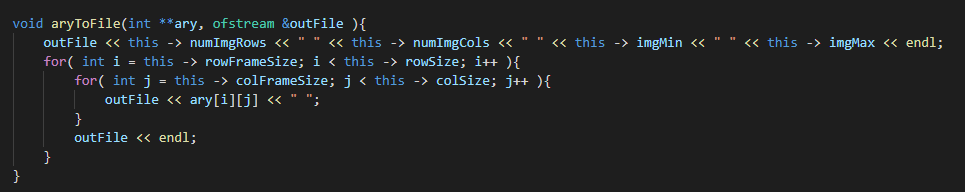 void aryToFile(int **ary, ofstream &outFile ){
outFile << this -> numImgRows << " " << this -> numImgCols << " " << this -> imgMin << " " << this -> imgMax << endl;
for( int i = this -> rowFrameSize; i < this -> rowSize; i++ ){
for( int j = this -> colFrameSize; j < this -> colSize; j++ ){
outFile << ary[i][j] << " ";
}
outFile << endl;
}
}